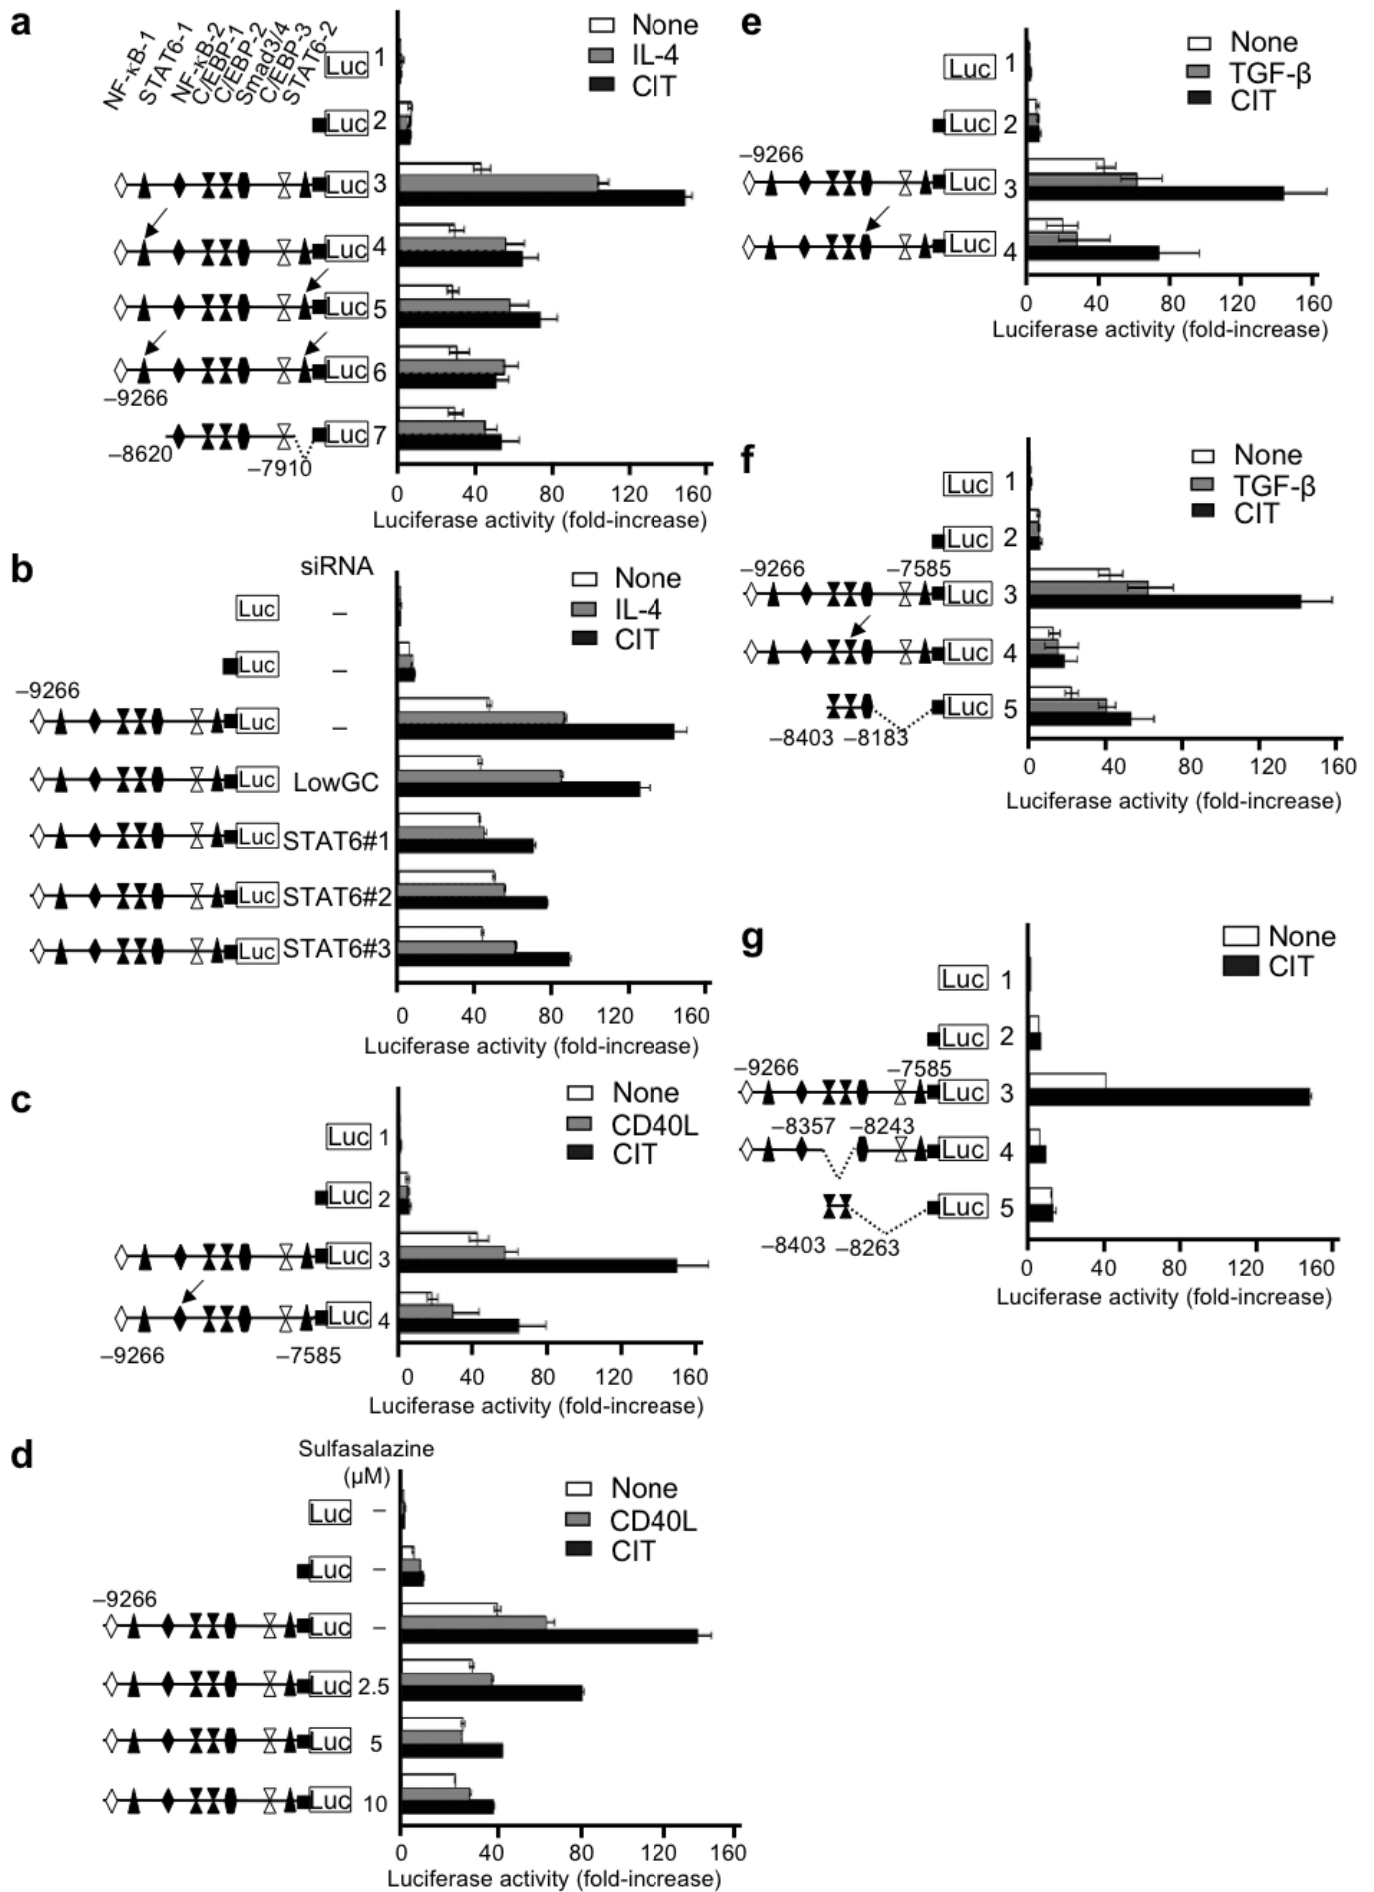 a
NF-κB-1
STAT6-1
NF-κB-2
C/EBP-1
C/EBP-2
Smad3/4
C/EBP-3
STAT6-2
None
IL-4
CIT
Luc 1
Luc 2
Luc 3
Luc 4
Luc 5
Luc 6
–9266
Luc 7
–8620
–7910
0 40 80 120 160
Luciferase activity (fold-increase)
b
siRNA
None
IL-4
CIT
Luc –
Luc –
–9266
Luc –
Luc LowGC
Luc STAT6#1
Luc STAT6#2
Luc STAT6#3
0 40 80 120 160
Luciferase activity (fold-increase)
c
None
CD40L
CIT
Luc 1
Luc 2
Luc 3
Luc 4
–9266 –7585
0 40 80 120 160
Luciferase activity (fold-increase)
d
Sulfasalazine
(μM)
None
CD40L
CIT
Luc –
Luc –
–9266
Luc –
Luc 2.5
Luc 5
Luc 10
0 40 80 120 160
Luciferase activity (fold-increase)
e
None
TGF-β
CIT
Luc 1
Luc 2
–9266
Luc 3
Luc 4
0 40 80 120 160
Luciferase activity (fold-increase)
f
None
TGF-β
CIT
Luc 1
Luc 2
–9266 –7585
Luc 3
Luc 4
Luc 5
–8403 –8183
0 40 80 120 160
Luciferase activity (fold-increase)
g
None
CIT
Luc 1
Luc 2
–9266 –7585
Luc 3
–8357 –8243
Luc 4
Luc 5
–8403 –8263
0 40 80 120 160
Luciferase activity (fold-increase)